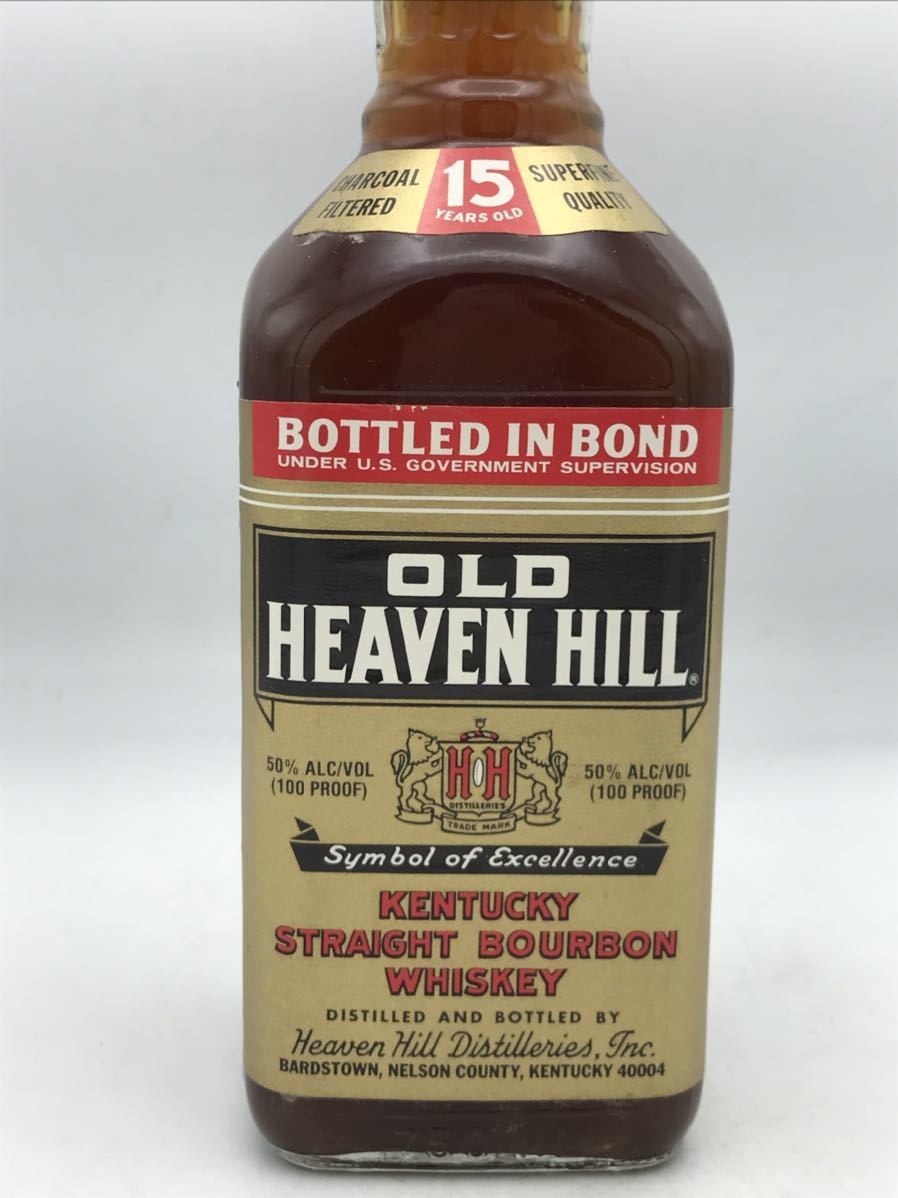 CHARCOAL
FILTERED
15
YEARS OLD
SUPERFINE
QUALITY
BOTTLED IN BOND
UNDER U.S. GOVERNMENT SUPERVISION
OLD
HEAVEN HILL®
50% ALC/VOL
(100 PROOF)
H H
DISTILLERIES
TRADE MARK
50% ALC/VOL
(100 PROOF)
Symbol of Excellence
KENTUCKY
STRAIGHT BOURBON
WHISKEY
DISTILLED AND BOTTLED BY
Heaven Hill Distilleries, Inc.
BARDSTOWN, NELSON COUNTY, KENTUCKY 40004